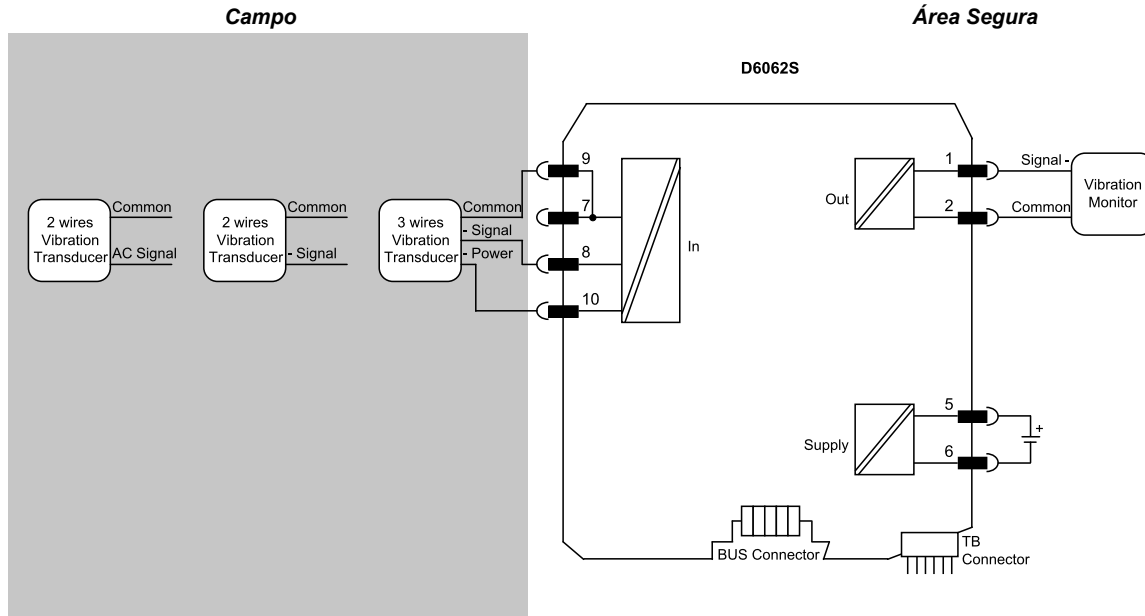 Campo
Área Segura
D6062S
9
7
8
10
In
2 wires
Vibration
Transducer
Common
AC Signal
2 wires
Vibration
Transducer
Common
- Signal
3 wires
Vibration
Transducer
Common
- Signal
- Power
Out
1
2
Signal -
Common
Vibration
Monitor
Supply
5
6
+
BUS Connector
TB
Connector